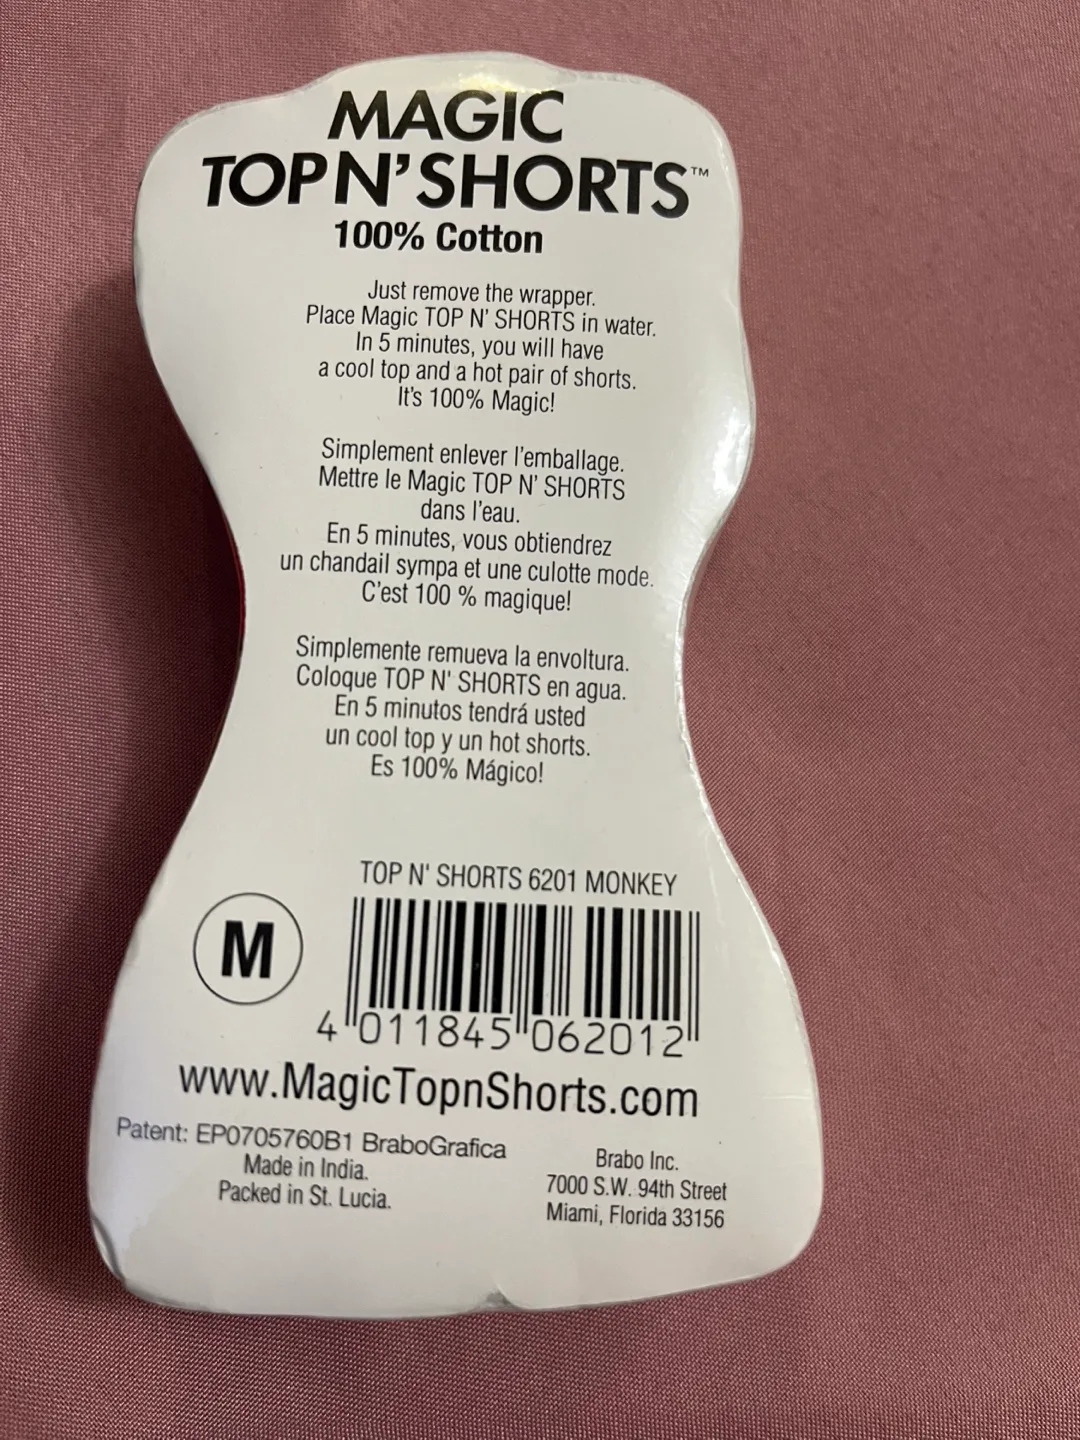 MAGIC
TOP N' SHORTS™
100% Cotton
Just remove the wrapper.
Place Magic TOP N' SHORTS in water.
In 5 minutes, you will have
a cool top and a hot pair of shorts.
It's 100% Magic!
Simplement enlever l'emballage.
Mettre le Magic TOP N' SHORTS
dans l'eau.
En 5 minutes, vous obtiendrez
un chandail sympa et une culotte mode.
C'est 100 % magique!
Simplemente remueva la envoltura.
Coloque TOP N' SHORTS en agua.
En 5 minutos tendrá usted
un cool top y un hot shorts.
Es 100% Mágico!
TOP N' SHORTS 6201 MONKEY
M
4 011845 062012
www.MagicTopnShorts.com
Patent: EP0705760B1 BraboGrafica
Made in India.
Packed in St. Lucia.
Brabo Inc.
7000 S.W. 94th Street
Miami, Florida 33156